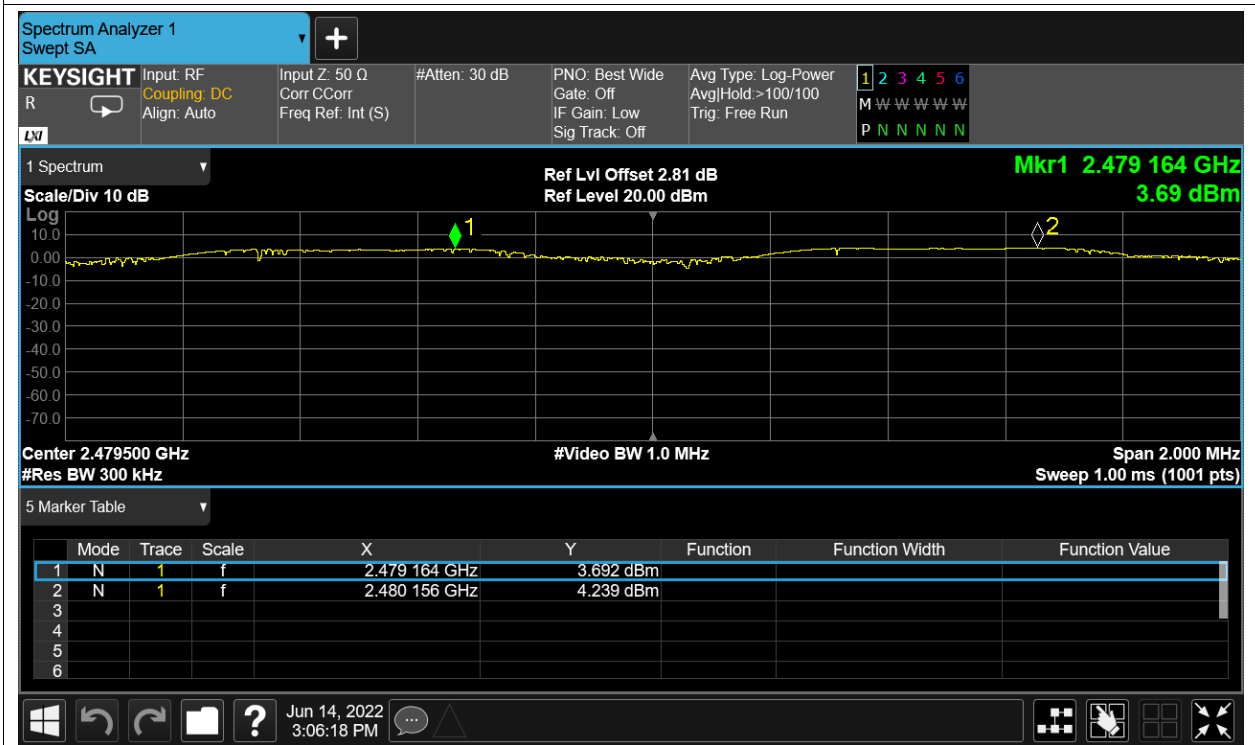 Spectrum Analyzer 1
Swept SA
+
KEYSIGHT Input: RF Input Z: 50 Ω #Atten: 30 dB PNO: Best Wide Avg Type: Log-Power 1 2 3 4 5 6
R Coupling: DC Corr CCorr Gate: Off Avg|Hold:>100/100 M W W W W W
Align: Auto Freq Ref: Int (S) IF Gain: Low Trig: Free Run
LXI Sig Track: Off P N N N N N
1 Spectrum Ref Lvl Offset 2.81 dB Mkr1 2.479 164 GHz
Scale/Div 10 dB Ref Level 20.00 dBm 3.69 dBm
Log
1 2
10.0
0.00
-10.0
-20.0
-30.0
-40.0
-50.0
-60.0
-70.0
Center 2.479500 GHz #Video BW 1.0 MHz Span 2.000 MHz
#Res BW 300 kHz Sweep 1.00 ms (1001 pts)
5 Marker Table
Mode Trace Scale X Y Function Function Width Function Value
1 N 1 f 2.479 164 GHz 3.692 dBm
2 N 1 f 2.480 156 GHz 4.239 dBm
3
4
5
6
? Jun 14, 2022
3:06:18 PM